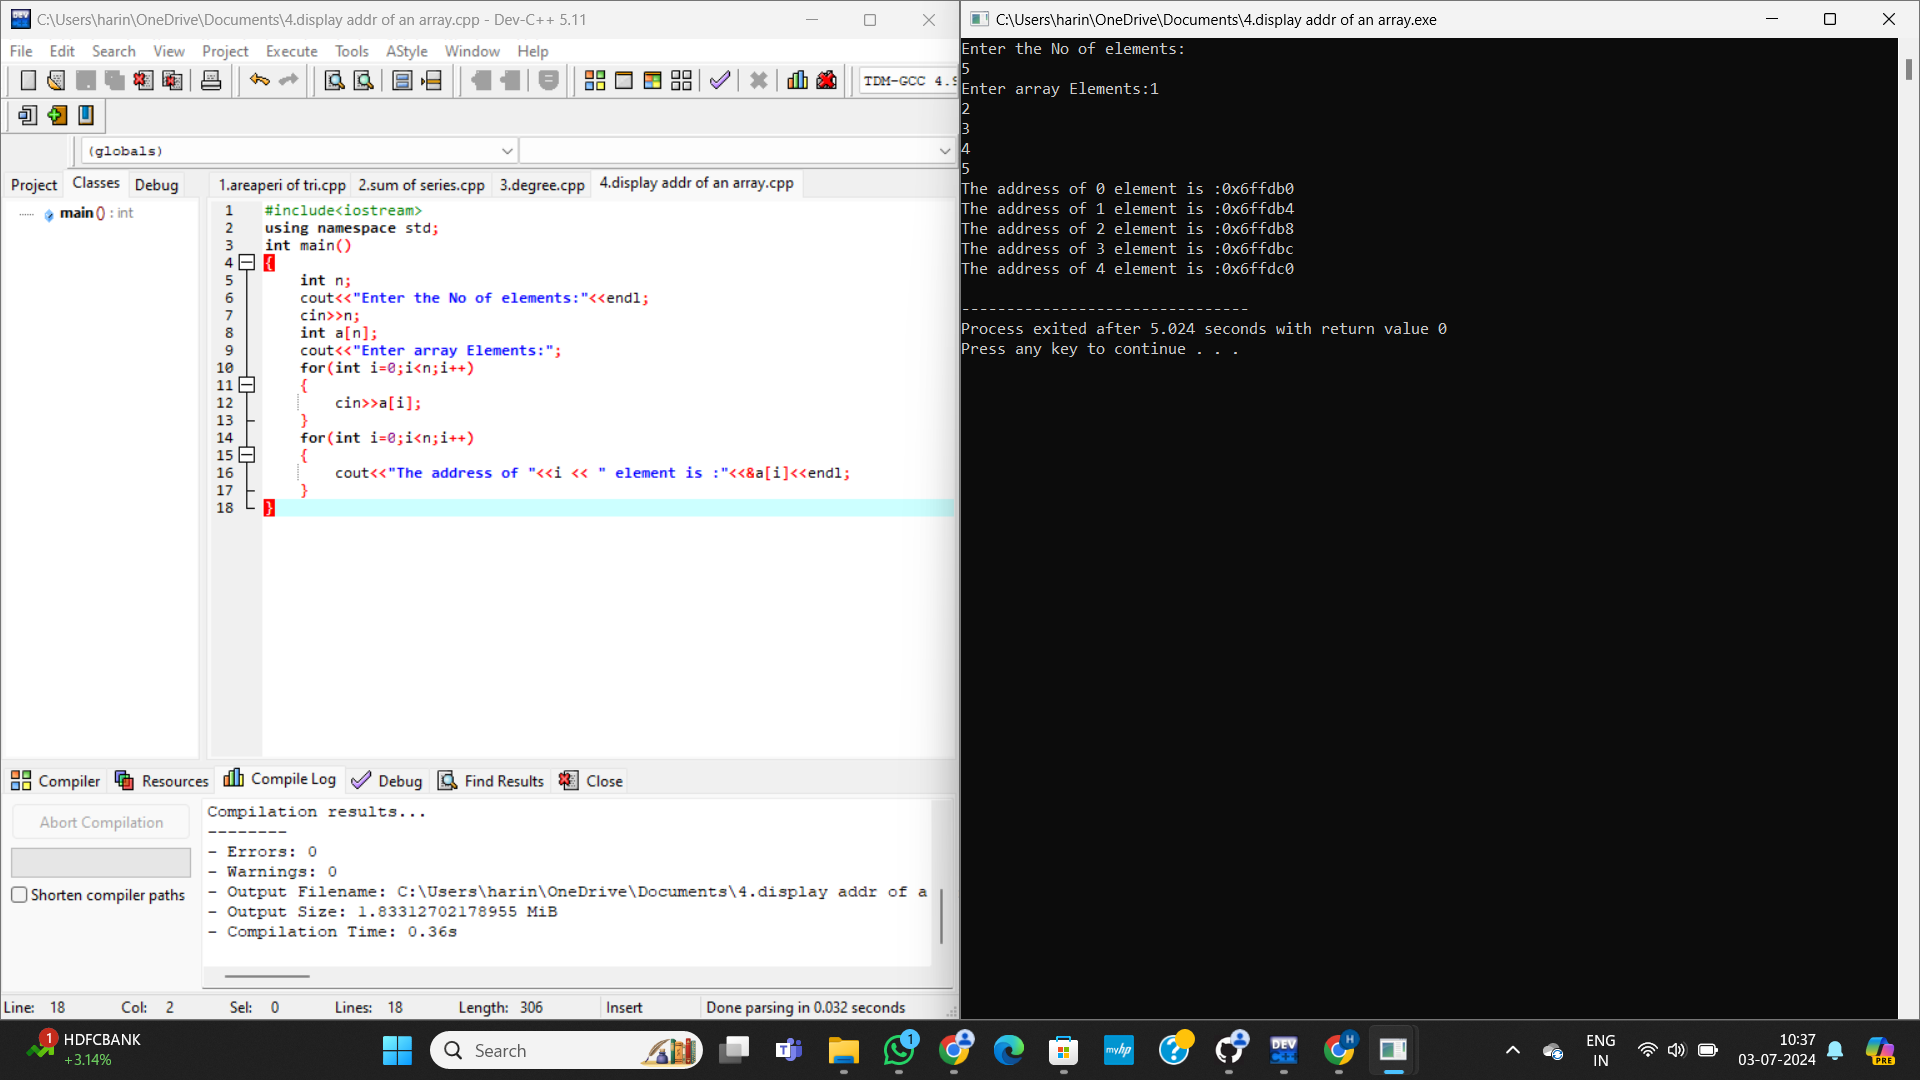 C:\Users\harin\OneDrive\Documents\4.display addr of an array.cpp - Dev-C++ 5.11
File Edit Search View Project Execute Tools AStyle Window Help
TDM-GCC 4.9
(globals)
Project Classes Debug
main() : int
1.areaperi of tri.cpp 2.sum of series.cpp 3.degree.cpp 4.display addr of an array.cpp
1 #include<iostream>
2 using namespace std;
3 int main()
4 {
5 int n;
6 cout<<"Enter the No of elements:"<<endl;
7 cin>>n;
8 int a[n];
9 cout<<"Enter array Elements:";
10 for(int i=0;i<n;i++)
11 {
12 cin>>a[i];
13 }
14 for(int i=0;i<n;i++)
15 {
16 cout<<"The address of "<<i << " element is :"<<&a[i]<<endl;
17 }
18 }
Compiler Resources Compile Log Debug Find Results Close
Abort Compilation
Shorten compiler paths
Compilation results...
--------
- Errors: 0
- Warnings: 0
- Output Filename: C:\Users\harin\OneDrive\Documents\4.display addr of a
- Output Size: 1.83312702178955 MiB
- Compilation Time: 0.36s
Line: 18 Col: 2 Sel: 0 Lines: 18 Length: 306 Insert Done parsing in 0.032 seconds
C:\Users\harin\OneDrive\Documents\4.display addr of an array.exe
Enter the No of elements:
5
Enter array Elements:1
2
3
4
5
The address of 0 element is :0x6ffdb0
The address of 1 element is :0x6ffdb4
The address of 2 element is :0x6ffdb8
The address of 3 element is :0x6ffdbc
The address of 4 element is :0x6ffdc0
--------------------------------
Process exited after 5.024 seconds with return value 0
Press any key to continue . . .
1
HDFCBANK
+3.14%
Search
1
myhp
DEV
C++
H
ENG
IN
10:37
03-07-2024
PRE